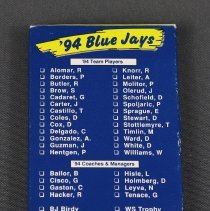 '94 Blue Jays
'94 Team Players
Alomar, R Knorr, R
Borders, P Leiter, A
Butler, R Molitor, P
Brow, S Olerud, J
Cadaret, G Schofield, D
Carter, J Spoljaric, P
Castillo, T Sprague, E
Coles, D Stewart, D
Cox, D Stottlemyre, T
Delgado, C Timlin, M
Gonzalez, A. Ward, D
Guzman, J White, D
Hentgen, P Williams, W
'94 Coaches & Managers
Bailor, B Hisle, L
Cisco, G Holmberg, D
Gaston, C Leyva, N
Hacker, R Tenace, G
BJ Birdy WS Trophy